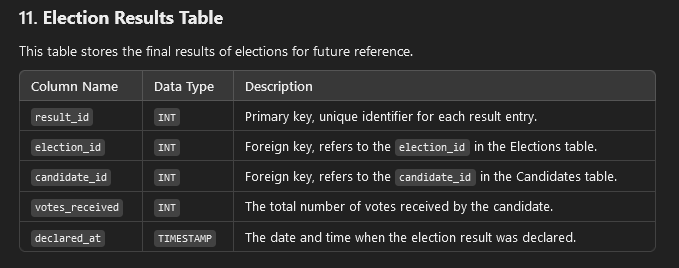 11. Election Results Table
This table stores the final results of elections for future reference.
Column Name Data Type Description
result_id INT Primary key, unique identifier for each result entry.
election_id INT Foreign key, refers to the election_id in the Elections table.
candidate_id INT Foreign key, refers to the candidate_id in the Candidates table.
votes_received INT The total number of votes received by the candidate.
declared_at TIMESTAMP The date and time when the election result was declared.